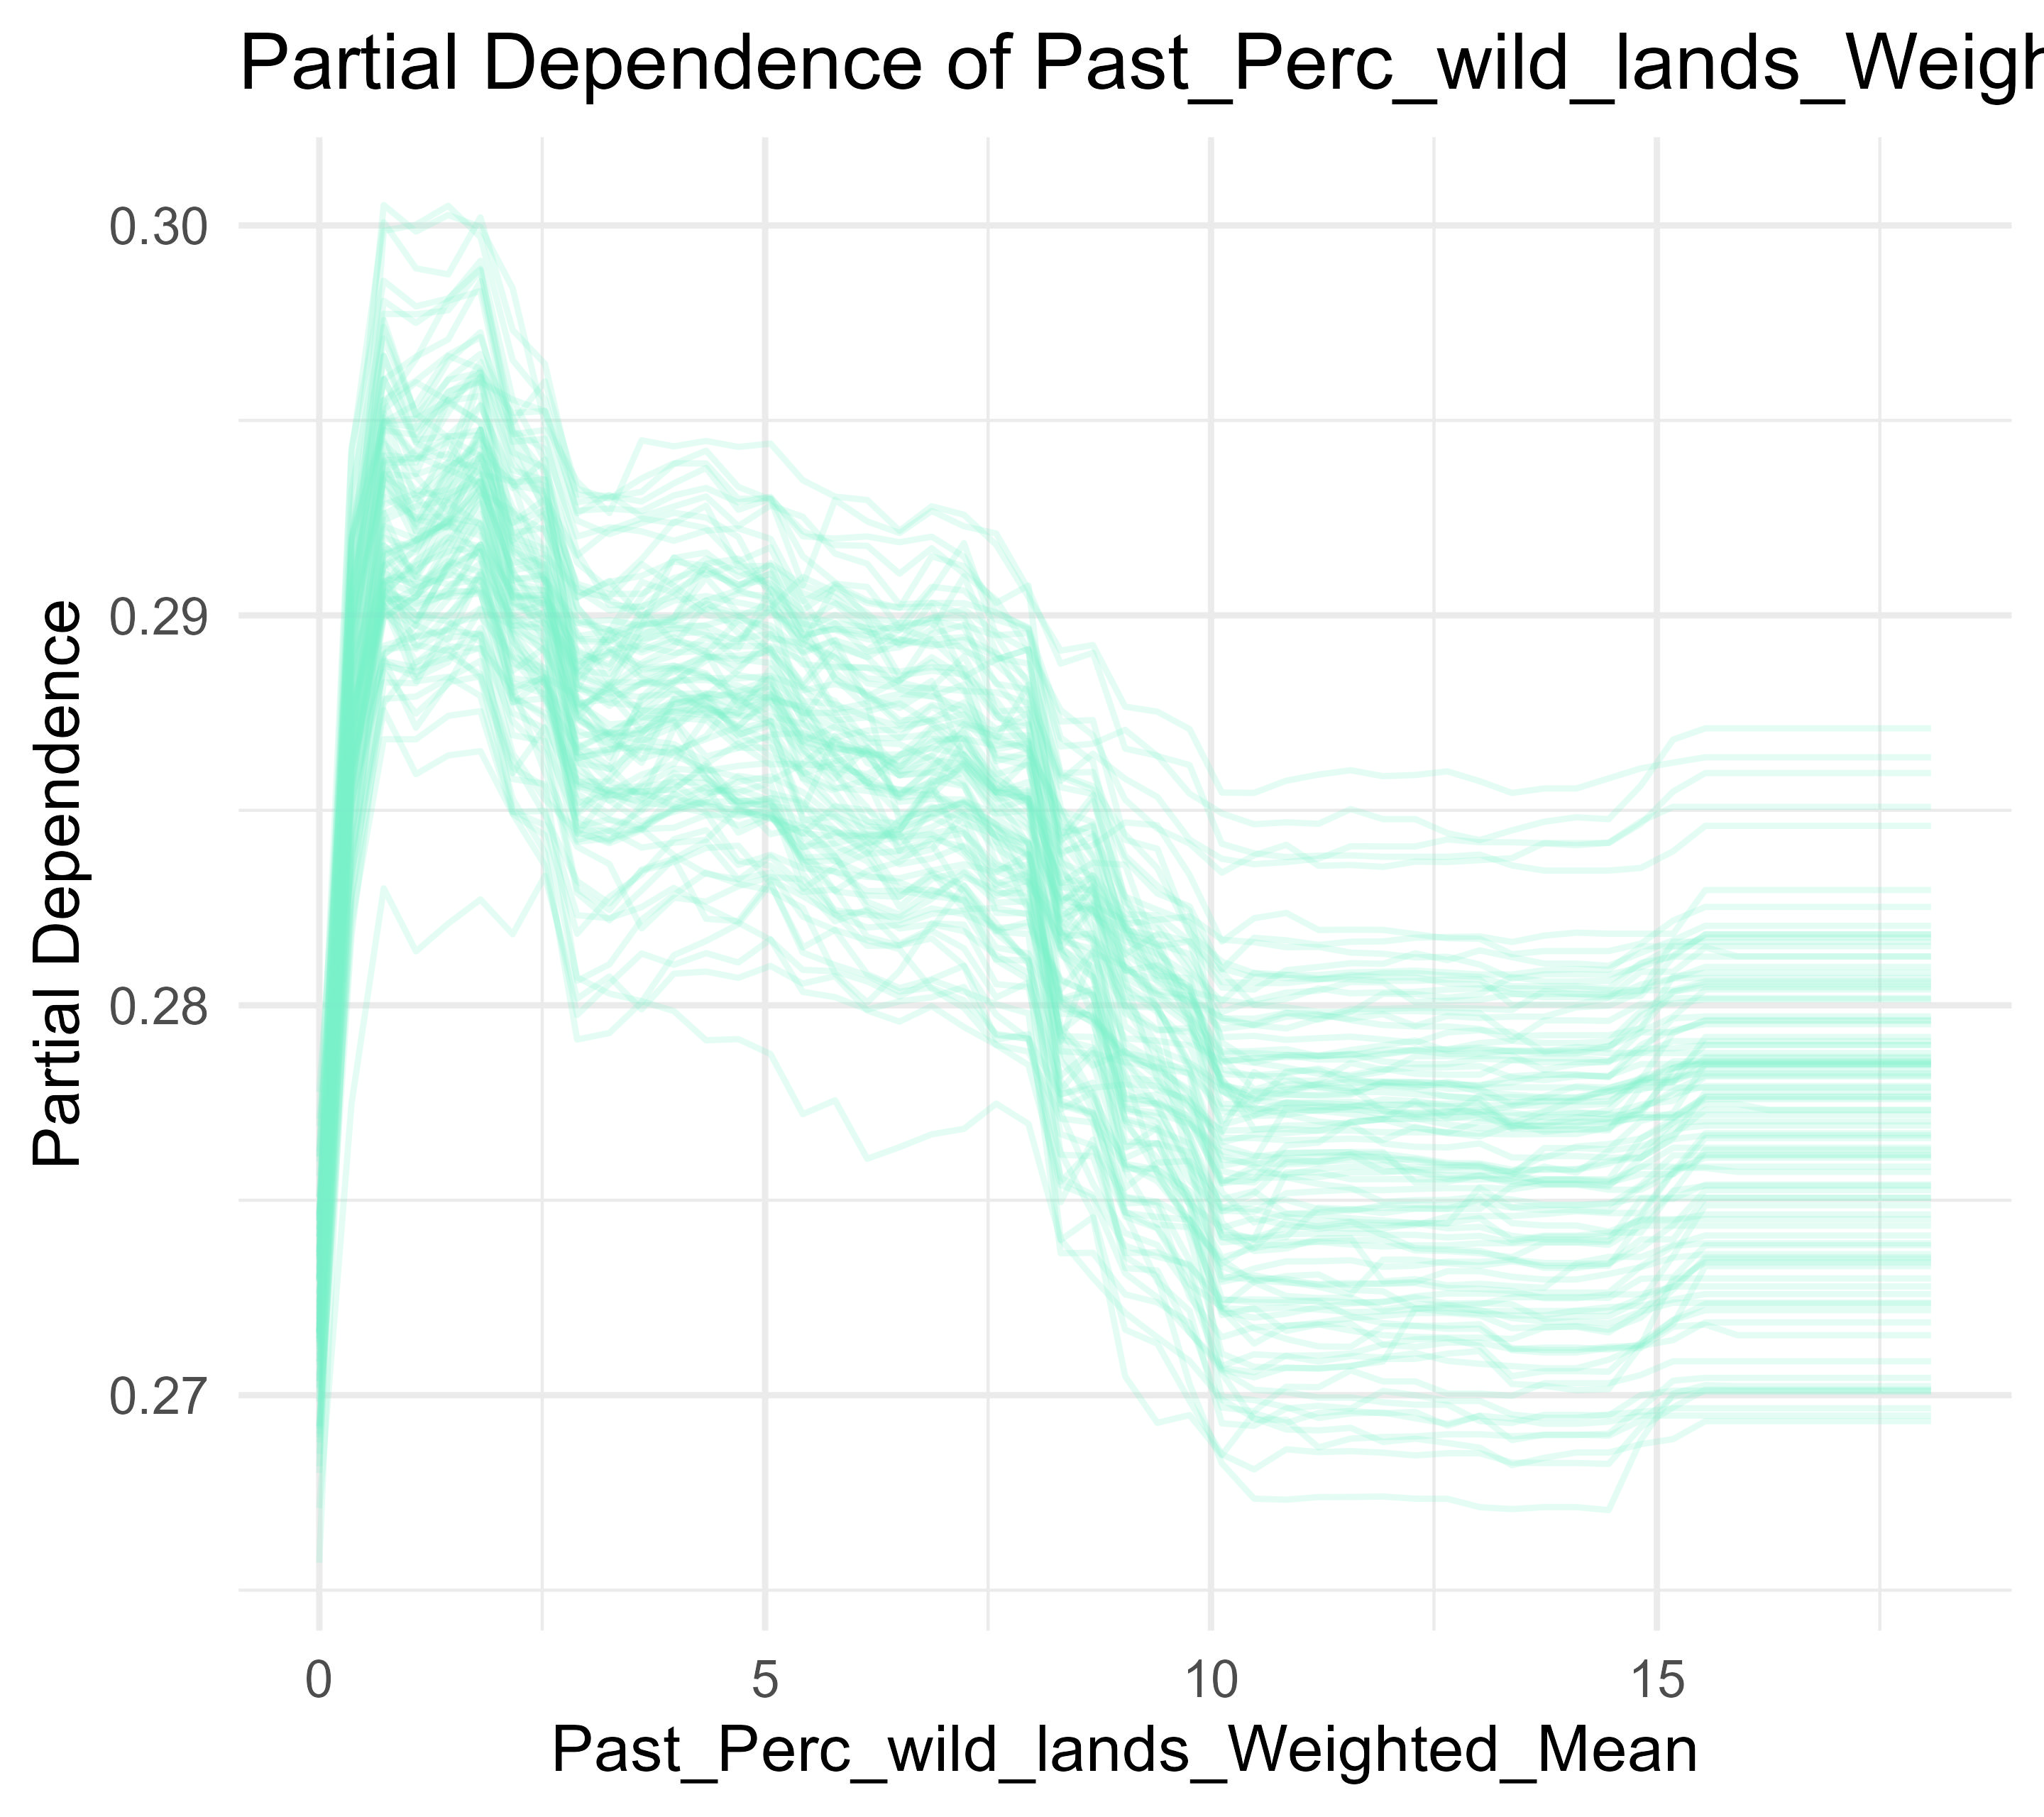 Partial Dependence of Past_Perc_wild_lands_Weigh
0.30
0.29
0.28
0.27
Partial Dependence
0 5 10 15
Past_Perc_wild_lands_Weighted_Mean